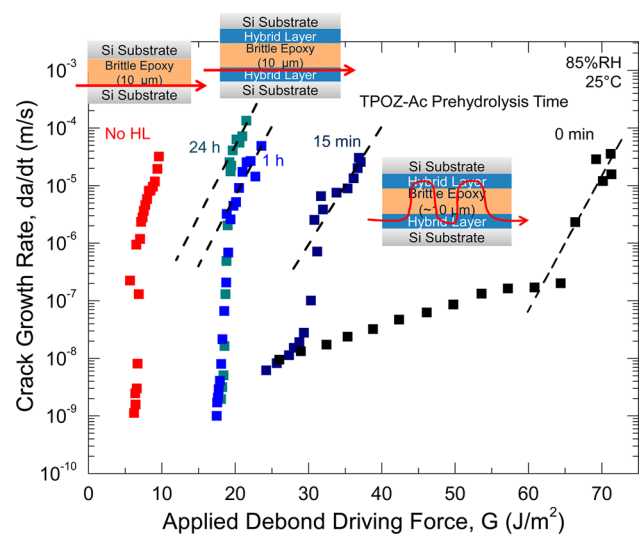 Si Substrate
Hybrid Layer
Brittle Epoxy
(10 µm)
Hybrid Layer
Si Substrate
Si Substrate
Brittle Epoxy
(10 µm)
Si Substrate
85%RH
25°C
TPOZ-Ac Prehydrolysis Time
No HL
24 h
1 h
15 min
0 min
Si Substrate
Hybrid Layer
Brittle Epoxy
(~10 µm)
Hybrid Layer
Si Substrate
Crack Growth Rate, da/dt (m/s)
10⁻³
10⁻⁴
10⁻⁵
10⁻⁶
10⁻⁷
10⁻⁸
10⁻⁹
10⁻¹⁰
0 10 20 30 40 50 60 70
Applied Debond Driving Force, G (J/m²)